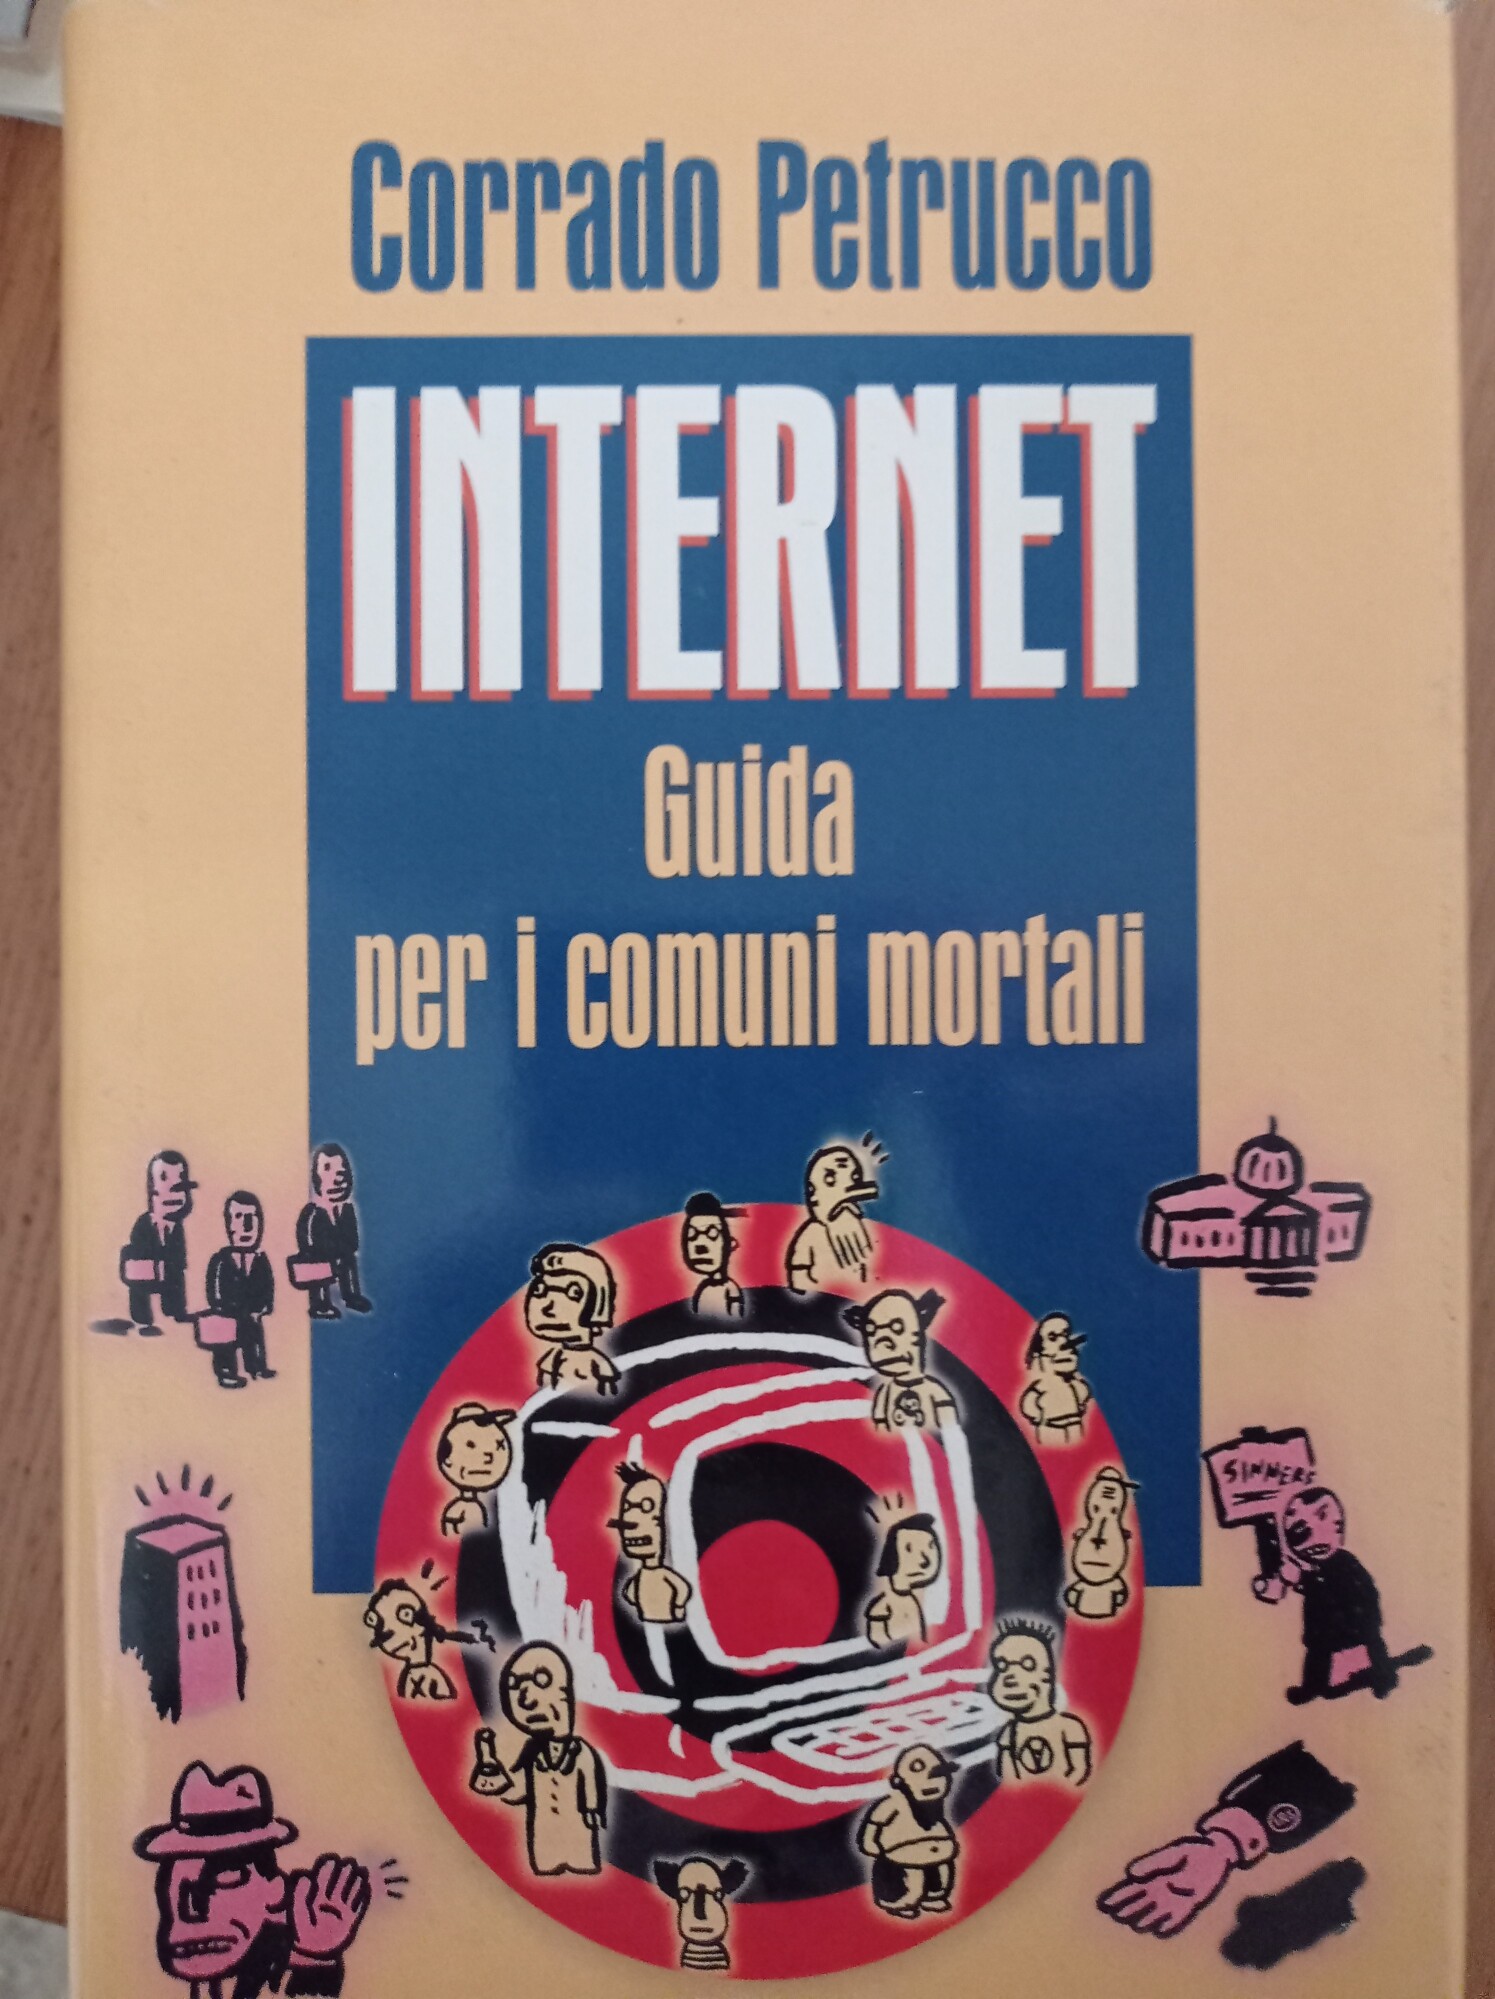 Corrado Petrucco
INTERNET
Guida
per i comuni mortali
SINNERS